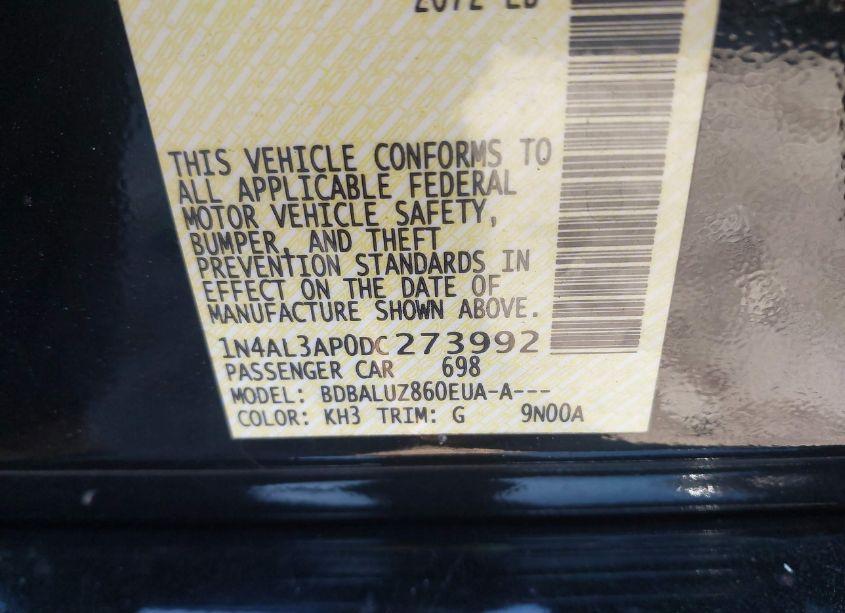 THIS VEHICLE CONFORMS TO
ALL APPLICABLE FEDERAL
MOTOR VEHICLE SAFETY,
BUMPER, AND THEFT
PREVENTION STANDARDS IN
EFFECT ON THE DATE OF
MANUFACTURE SHOWN ABOVE.
1N4AL3AP0DC273992
PASSENGER CAR 698
MODEL: BDBALUZ860EUA-A---
COLOR: KH3 TRIM: G 9N00A